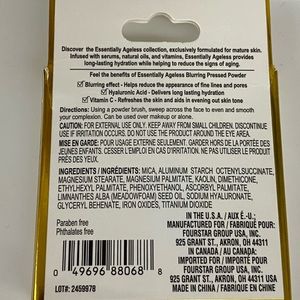 Discover the Essentially Ageless collection, exclusively formulated for mature skin.
Infused with serums, natural oils, and vitamins, Essentially Ageless provides
long-lasting hydration while helping to reduce the signs of aging.
Feel the benefits of Essentially Ageless Blurring Pressed Powder
✓ Blurring effect - Helps reduce the appearance of fine lines and pores
✓ Hyaluronic Acid - Delivers long lasting hydration
✓ Vitamin C - Refreshes the skin and aids in evening out skin tone
Directions: Using a powder brush, sweep across the face to even and smooth
your complexion. Can be used over makeup or alone.
CAUTION: FOR EXTERNAL USE ONLY. KEEP AWAY FROM SMALL CHILDREN. DISCONTINUE
USE IF IRRITATION OCCURS. DO NOT USE THE PRODUCT AROUND THE EYE AREA.
MISE EN GARDE: POUR USAGE EXTERNE SEULEMENT. GARDER HORS DE LA PORTÉE DES
JEUNES ENFANTS. CESSER L'EMPLOI EN CAS D'IRRITATION. NE PAS UTILISER LE PRODUIT
PRÈS DES YEUX.
INGREDIENTS / INGRÉDIENTS: MICA, ALUMINUM STARCH OCTENYLSUCCINATE,
MAGNESIUM STEARATE, MAGNESIUM PALMITATE, KAOLIN, DIMETHICONE,
ETHYLHEXYL PALMITATE, PHENOXYETHANOL, ASCORBYL PALMITATE,
LIMNANTHES ALBA (MEADOWFOAM) SEED OIL, SODIUM HYALURONATE,
GLYCERYL BEHENATE, IRON OXIDES, TITANIUM DIOXIDE
Paraben free
Phthalates free
IN THE U.S.A. / AUX É.-U.:
MANUFACTURED FOR / FABRIQUÉ POUR:
FOURSTAR GROUP USA, INC.
925 GRANT ST., AKRON, OH 44311
IN CANADA / AU CANADA:
IMPORTED FOR / IMPORTÉ POUR:
FOURSTAR GROUP USA, INC.
925 GRANT ST., AKRON, OH 44311
MADE IN CHINA / FABRIQUÉ EN CHINE
0 49696 88068 8
LOT#: 2459978